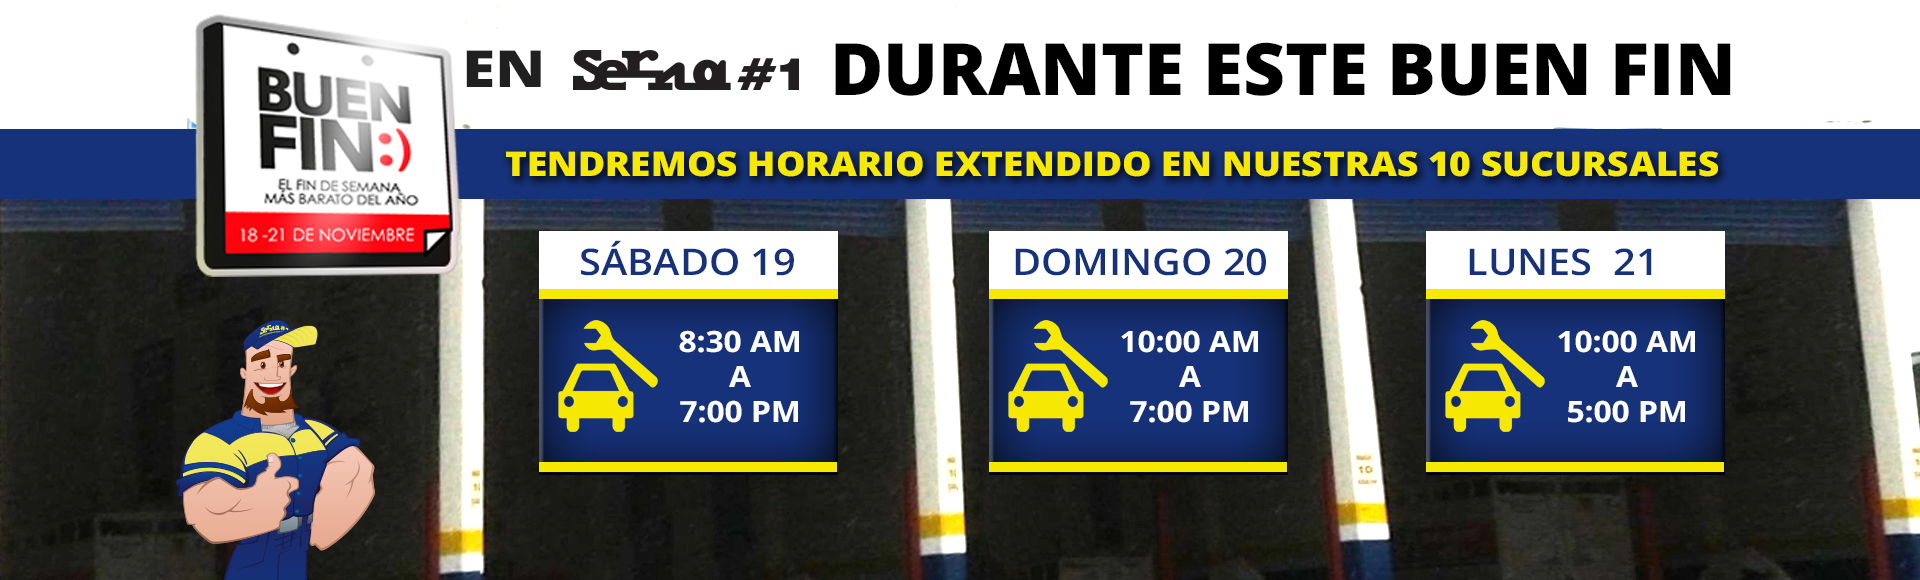 BUEN
FIN:)
EL FIN DE SEMANA
MÁS BARATO DEL AÑO
18 -21 DE NOVIEMBRE
EN Serna #1 DURANTE ESTE BUEN FIN
TENDREMOS HORARIO EXTENDIDO EN NUESTRAS 10 SUCURSALES
SÁBADO 19
8:30 AM
A
7:00 PM
DOMINGO 20
10:00 AM
A
7:00 PM
LUNES 21
10:00 AM
A
5:00 PM
Serna #1